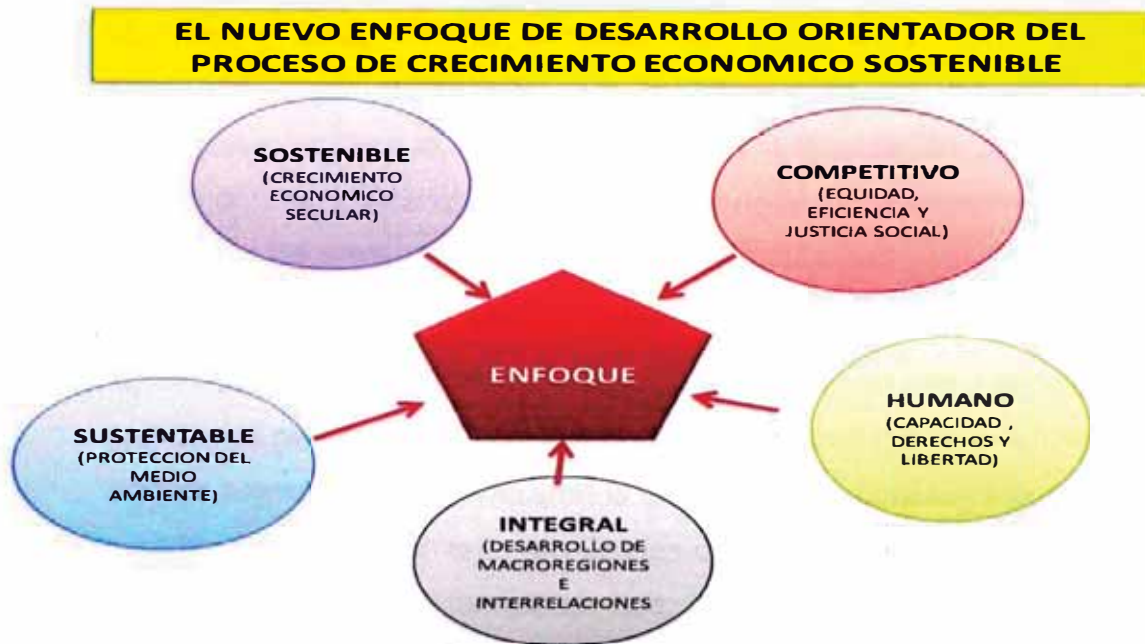 EL NUEVO ENFOQUE DE DESARROLLO ORIENTADOR DEL
PROCESO DE CRECIMIENTO ECONOMICO SOSTENIBLE
SOSTENIBLE
(CRECIMIENTO
ECONOMICO
SECULAR)
COMPETITIVO
(EQUIDAD,
EFICIENCIA Y
JUSTICIA SOCIAL)
ENFOQUE
SUSTENTABLE
(PROTECCION DEL
MEDIO
AMBIENTE)
HUMANO
(CAPACIDAD ,
DERECHOS Y
LIBERTAD)
INTEGRAL
(DESARROLLO DE
MACROREGIONES
E
INTERRELACIONES